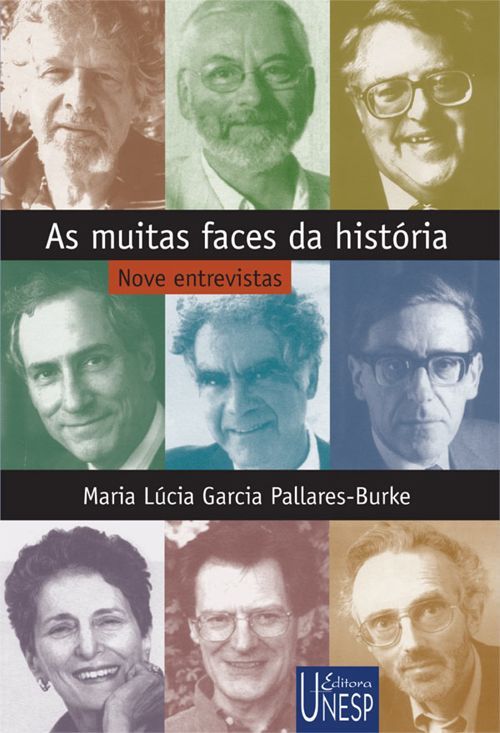 As muitas faces da história
Nove entrevistas
Maria Lúcia Garcia Pallares-Burke
Editora
UNESP